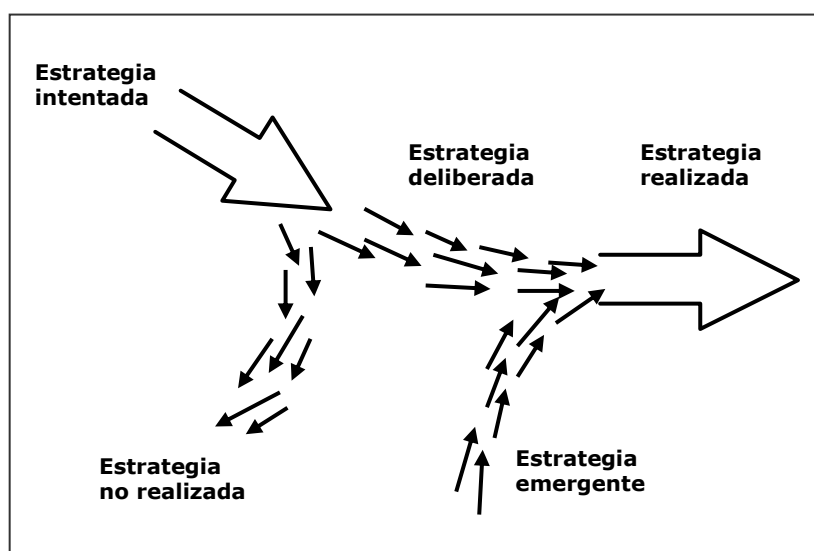 Estrategia
intentada
Estrategia
deliberada
Estrategia
realizada
Estrategia
no realizada
Estrategia
emergente